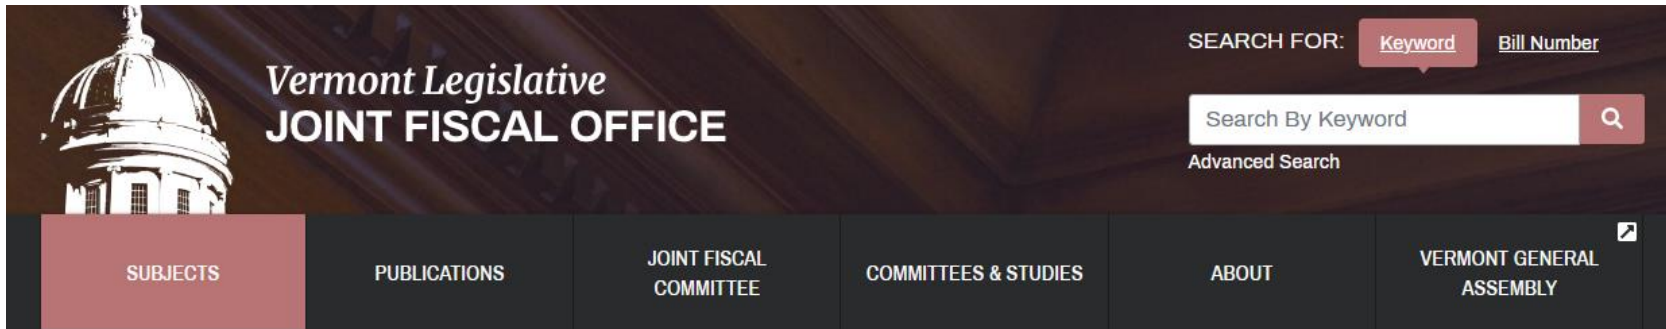 SEARCH FOR: Keyword Bill Number
Vermont Legislative
JOINT FISCAL OFFICE
Search By Keyword
Advanced Search
SUBJECTS
PUBLICATIONS
JOINT FISCAL
COMMITTEE
COMMITTEES & STUDIES
ABOUT
VERMONT GENERAL
ASSEMBLY